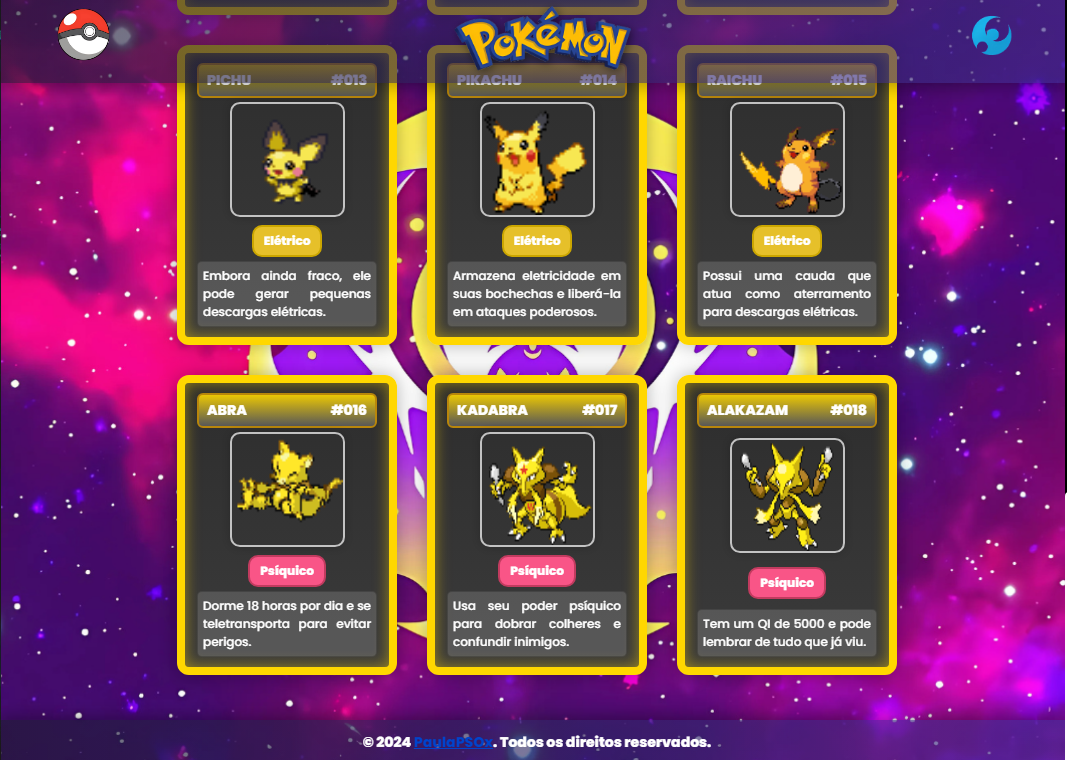 POKéMON
PICHU #013
PIKACHU #014
RAICHU #015
Elétrico
Elétrico
Elétrico
Embora ainda fraco, ele
pode gerar pequenas
descargas elétricas.
Armazena eletricidade em
suas bochechas e liberá-la
em ataques poderosos.
Possui uma cauda que
atua como aterramento
para descargas elétricas.
ABRA #016
KADABRA #017
ALAKAZAM #018
Psíquico
Psíquico
Psíquico
Dorme 18 horas por dia e se
teletransporta para evitar
perigos.
Usa seu poder psíquico
para dobrar colheres e
confundir inimigos.
Tem um QI de 5000 e pode
lembrar de tudo que já viu.
© 2024 PaylaPSOx. Todos os direitos reservados.